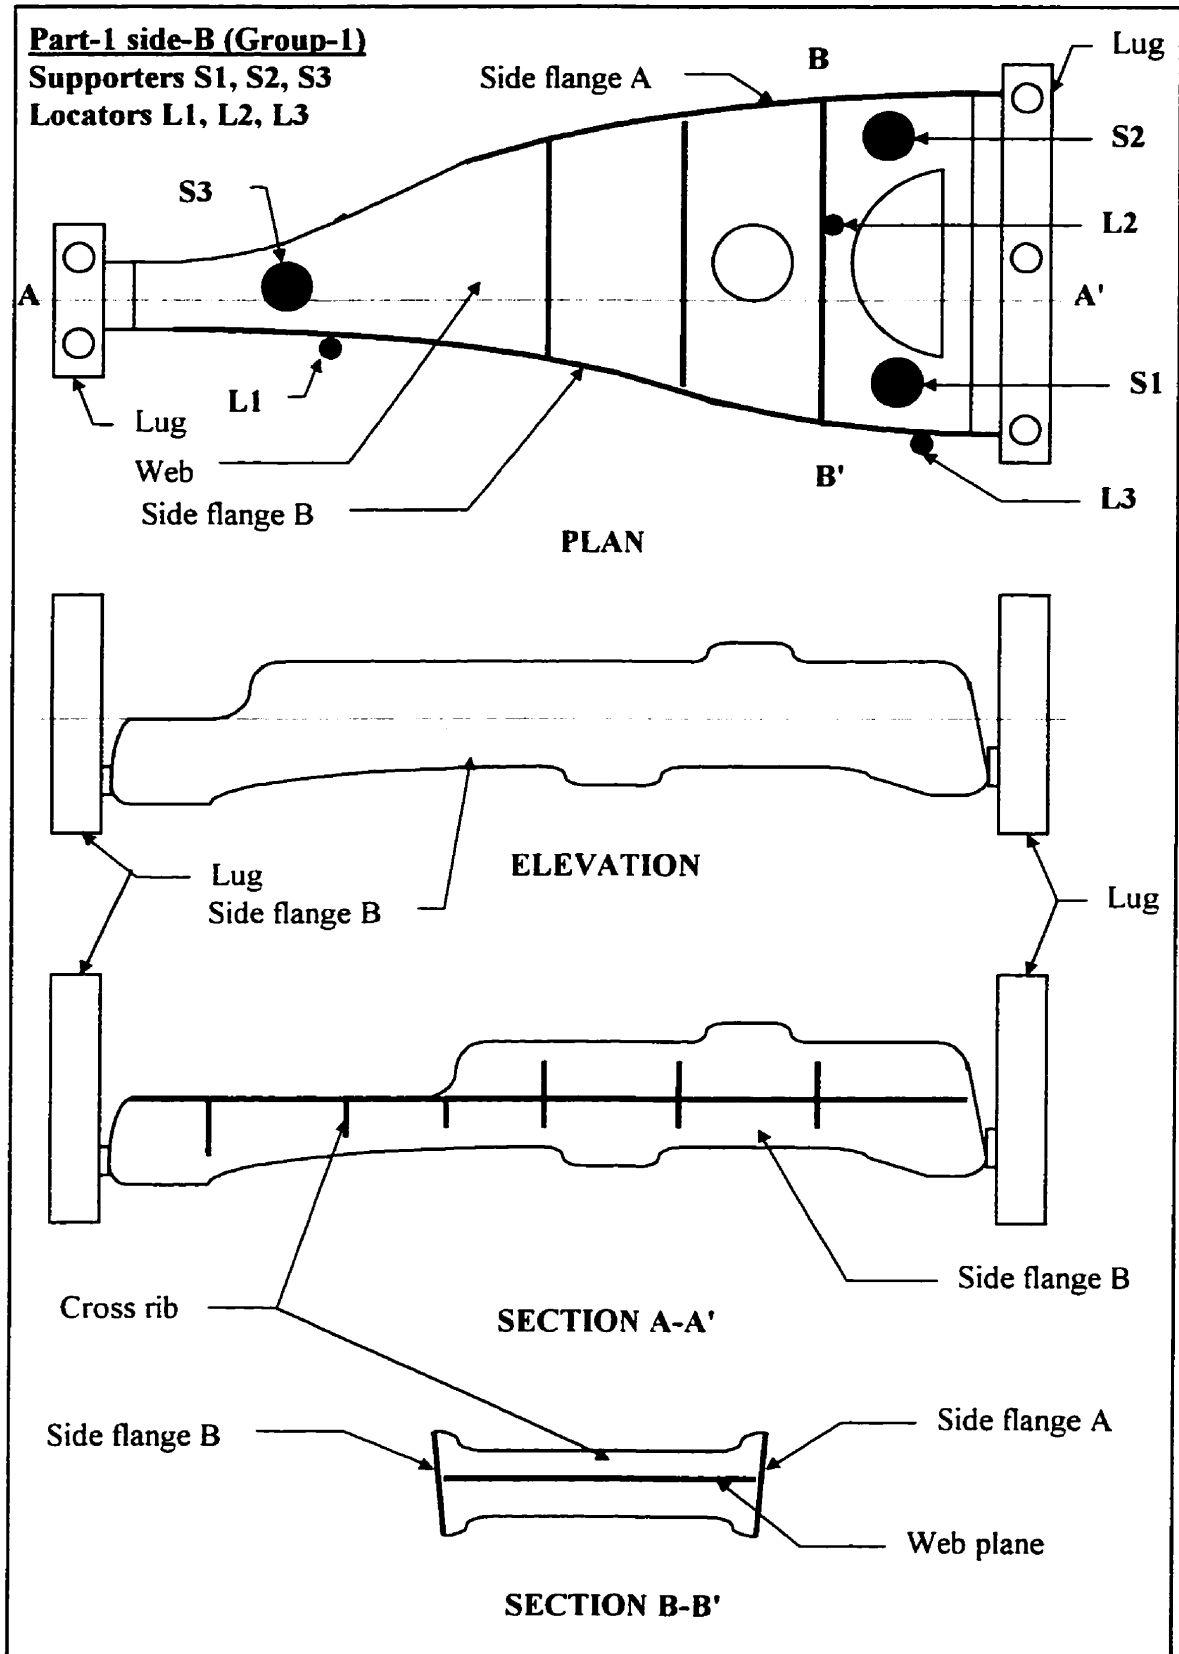 Part-1 side-B (Group-1)
Supporters S1, S2, S3
Locators L1, L2, L3
Side flange A
B
Lug
S2
S3
L2
A
A'
L1
S1
Lug
Web
B'
L3
Side flange B
PLAN
Lug
ELEVATION
Side flange B
Lug
Side flange B
Cross rib
SECTION A-A'
Side flange B
Side flange A
Web plane
SECTION B-B'